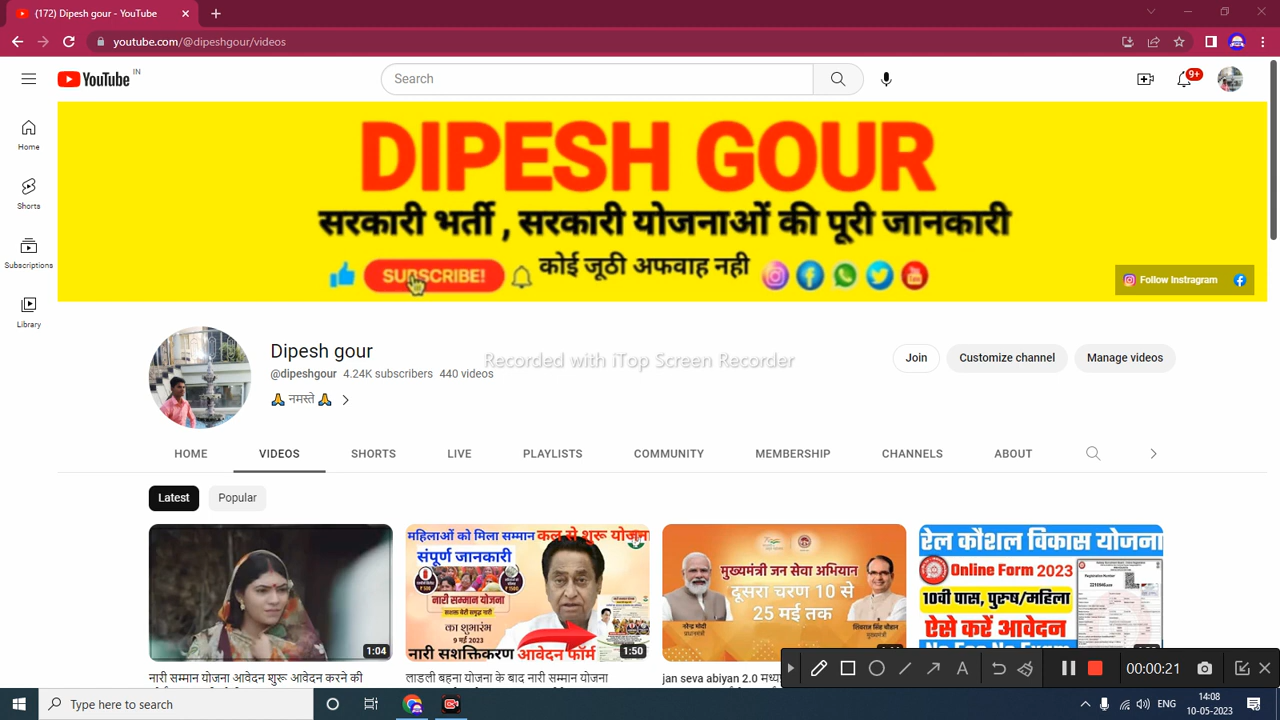 (172) Dipesh gour - YouTube
youtube.com/@dipeshgour/videos
YouTube IN
Search
9+
Home
Shorts
Subscriptions
Library
DIPESH GOUR
सरकारी भर्ती , सरकारी योजनाओं की पूरी जानकारी
SUBSCRIBE!
कोई जूठी अफवाह नही
Follow Instragram
Dipesh gour
@dipeshgour 4.24K subscribers 440 videos
🙏 नमस्ते 🙏
Recorded with iTop Screen Recorder
Join
Customize channel
Manage videos
HOME
VIDEOS
SHORTS
LIVE
PLAYLISTS
COMMUNITY
MEMBERSHIP
CHANNELS
ABOUT
Latest
Popular
1:04
महिलाओं को मिला सम्मान कल से शुरू योजना
संपूर्ण जानकारी
नारी सम्मान योजना
का शुभारंभ
9 मई 2023
नारी सशक्तिकरण आवेदन फॉर्म
1:50
मुख्यमंत्री जन सेवा अभियान
दूसरा चरण 10 से
25 मई तक
नरेन्द्र मोदी
प्रधानमंत्री
शिवराज सिंह चौहान
रेल कौशल विकास योजना
Online Form 2023
10वी पास, पुरुष/महिला
ऐसे करें आवेदन
नारी सम्मान योजना आवेदन शुरू आवेदन करने की
लाडली बहना योजना के बाद नारी सम्मान योजना
jan seva abiyan 2.0
00:00:21
Type here to search
ENG
14:08
10-05-2023